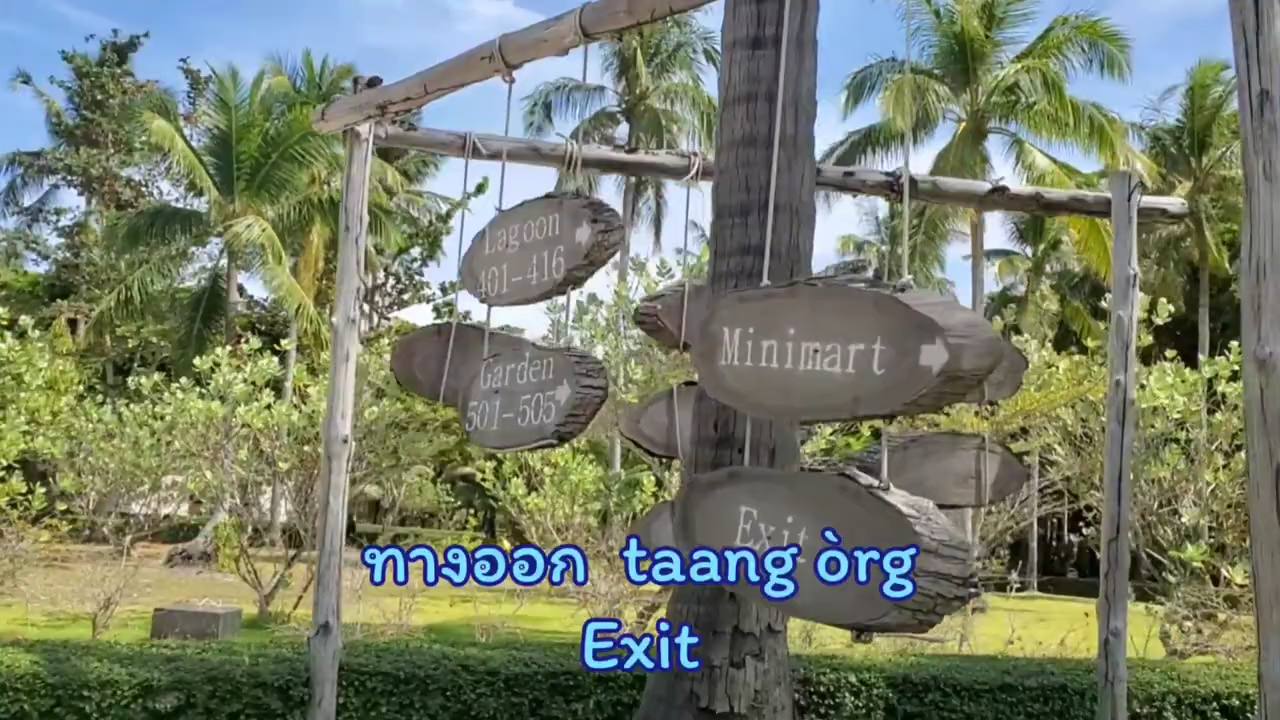 Lagoon
401-416
Garden
501-505
Minimart
Exit
ทางออก taang òrg
Exit